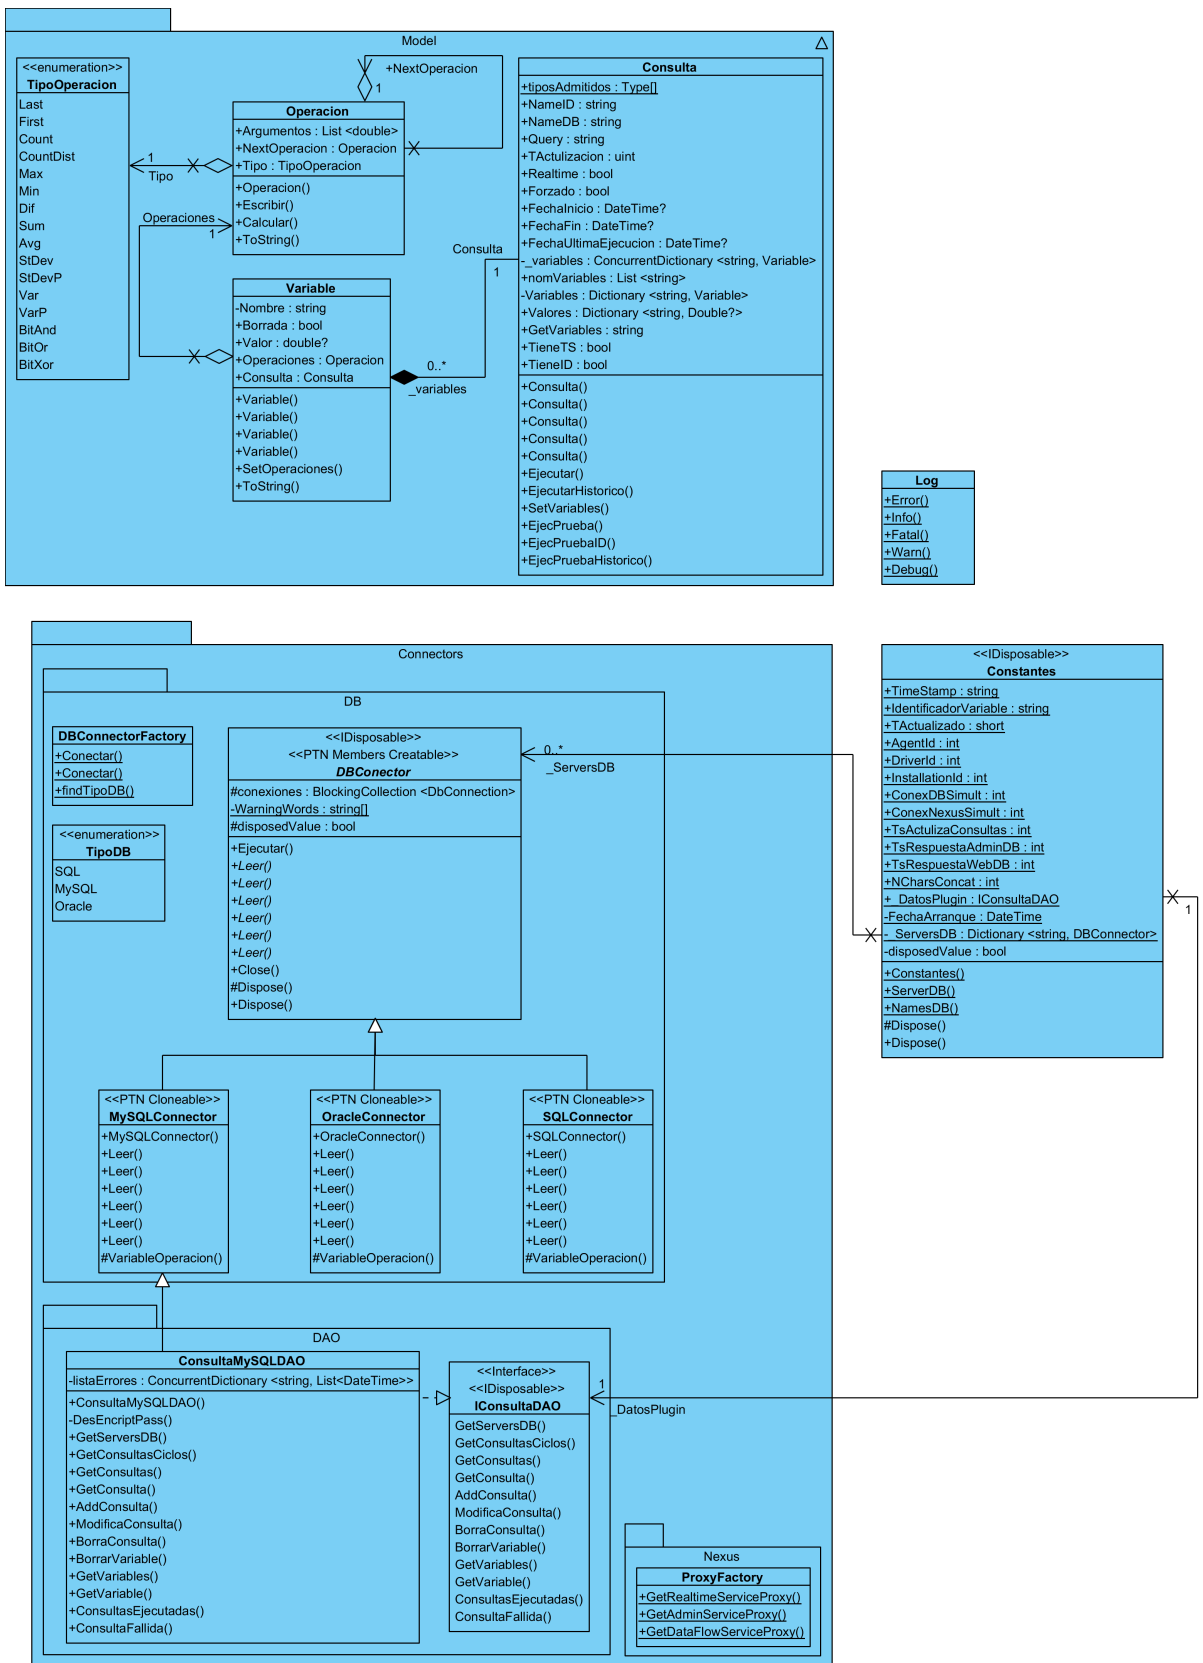 Model
<<enumeration>>
TipoOperacion
Last
First
Count
CountDist
Max
Min
Dif
Sum
Avg
StDev
StDevP
Var
VarP
BitAnd
BitOr
BitXor
+NextOperacion
1
Operacion
+Argumentos : List <double>
+NextOperacion : Operacion
+Tipo : TipoOperacion
+Operacion()
+Escribir()
+Calcular()
+ToString()
1
Tipo
Operaciones
1
Variable
-Nombre : string
+Borrada : bool
+Valor : double?
+Operaciones : Operacion
+Consulta : Consulta
+Variable()
+Variable()
+Variable()
+Variable()
+SetOperaciones()
+ToString()
Consulta
1
0..*
_variables
Consulta
+tiposAdmitidos : Type[]
+NameID : string
+NameDB : string
+Query : string
+TActulizacion : uint
+Realtime : bool
+Forzado : bool
+FechaInicio : DateTime?
+FechaFin : DateTime?
+FechaUltimaEjecucion : DateTime?
-_variables : ConcurrentDictionary <string, Variable>
+nomVariables : List <string>
-Variables : Dictionary <string, Variable>
+Valores : Dictionary <string, Double?>
+GetVariables : string
+TieneTS : bool
+TieneID : bool
+Consulta()
+Consulta()
+Consulta()
+Consulta()
+Consulta()
+Ejecutar()
+EjecutarHistorico()
+SetVariables()
+EjecPrueba()
+EjecPruebaID()
+EjecPruebaHistorico()
Log
+Error()
+Info()
+Fatal()
+Warn()
+Debug()
Connectors
DB
DBConnectorFactory
+Conectar()
+Conectar()
+findTipoDB()
<<enumeration>>
TipoDB
SQL
MySQL
Oracle
<<IDisposable>>
<<PTN Members Creatable>>
DBConector
#conexiones : BlockingCollection <DbConnection>
-WarningWords : string[]
#disposedValue : bool
+Ejecutar()
+Leer()
+Leer()
+Leer()
+Leer()
+Leer()
+Leer()
+Close()
#Dispose()
+Dispose()
0..*
_ServersDB
<<IDisposable>>
Constantes
+TimeStamp : string
+IdentificadorVariable : string
+TActualizado : short
+AgentId : int
+DriverId : int
+InstallationId : int
+ConexDBSimult : int
+ConexNexusSimult : int
+TsActulizaConsultas : int
+TsRespuestaAdminDB : int
+TsRespuestaWebDB : int
+NCharsConcat : int
+_DatosPlugin : IConsultaDAO
-FechaArranque : DateTime
-_ServersDB : Dictionary <string, DBConnector>
-disposedValue : bool
+Constantes()
+ServerDB()
+NamesDB()
#Dispose()
+Dispose()
1
<<PTN Cloneable>>
MySQLConnector
+MySQLConnector()
+Leer()
+Leer()
+Leer()
+Leer()
+Leer()
+Leer()
#VariableOperacion()
<<PTN Cloneable>>
OracleConnector
+OracleConnector()
+Leer()
+Leer()
+Leer()
+Leer()
+Leer()
+Leer()
#VariableOperacion()
<<PTN Cloneable>>
SQLConnector
+SQLConnector()
+Leer()
+Leer()
+Leer()
+Leer()
+Leer()
+Leer()
#VariableOperacion()
DAO
ConsultaMySQLDAO
-listaErrores : ConcurrentDictionary <string, List<DateTime>>
+ConsultaMySQLDAO()
-DesEncriptPass()
+GetServersDB()
+GetConsultasCiclos()
+GetConsultas()
+GetConsulta()
+AddConsulta()
+ModificaConsulta()
+BorraConsulta()
+BorrarVariable()
+GetVariables()
+GetVariable()
+ConsultasEjecutadas()
+ConsultaFallida()
<<Interface>>
<<IDisposable>>
IConsultaDAO
GetServersDB()
GetConsultasCiclos()
GetConsultas()
GetConsulta()
AddConsulta()
ModificaConsulta()
BorraConsulta()
BorrarVariable()
GetVariables()
GetVariable()
ConsultasEjecutadas()
ConsultaFallida()
1
_DatosPlugin
Nexus
ProxyFactory
+GetRealtimeServiceProxy()
+GetAdminServiceProxy()
+GetDataFlowServiceProxy()